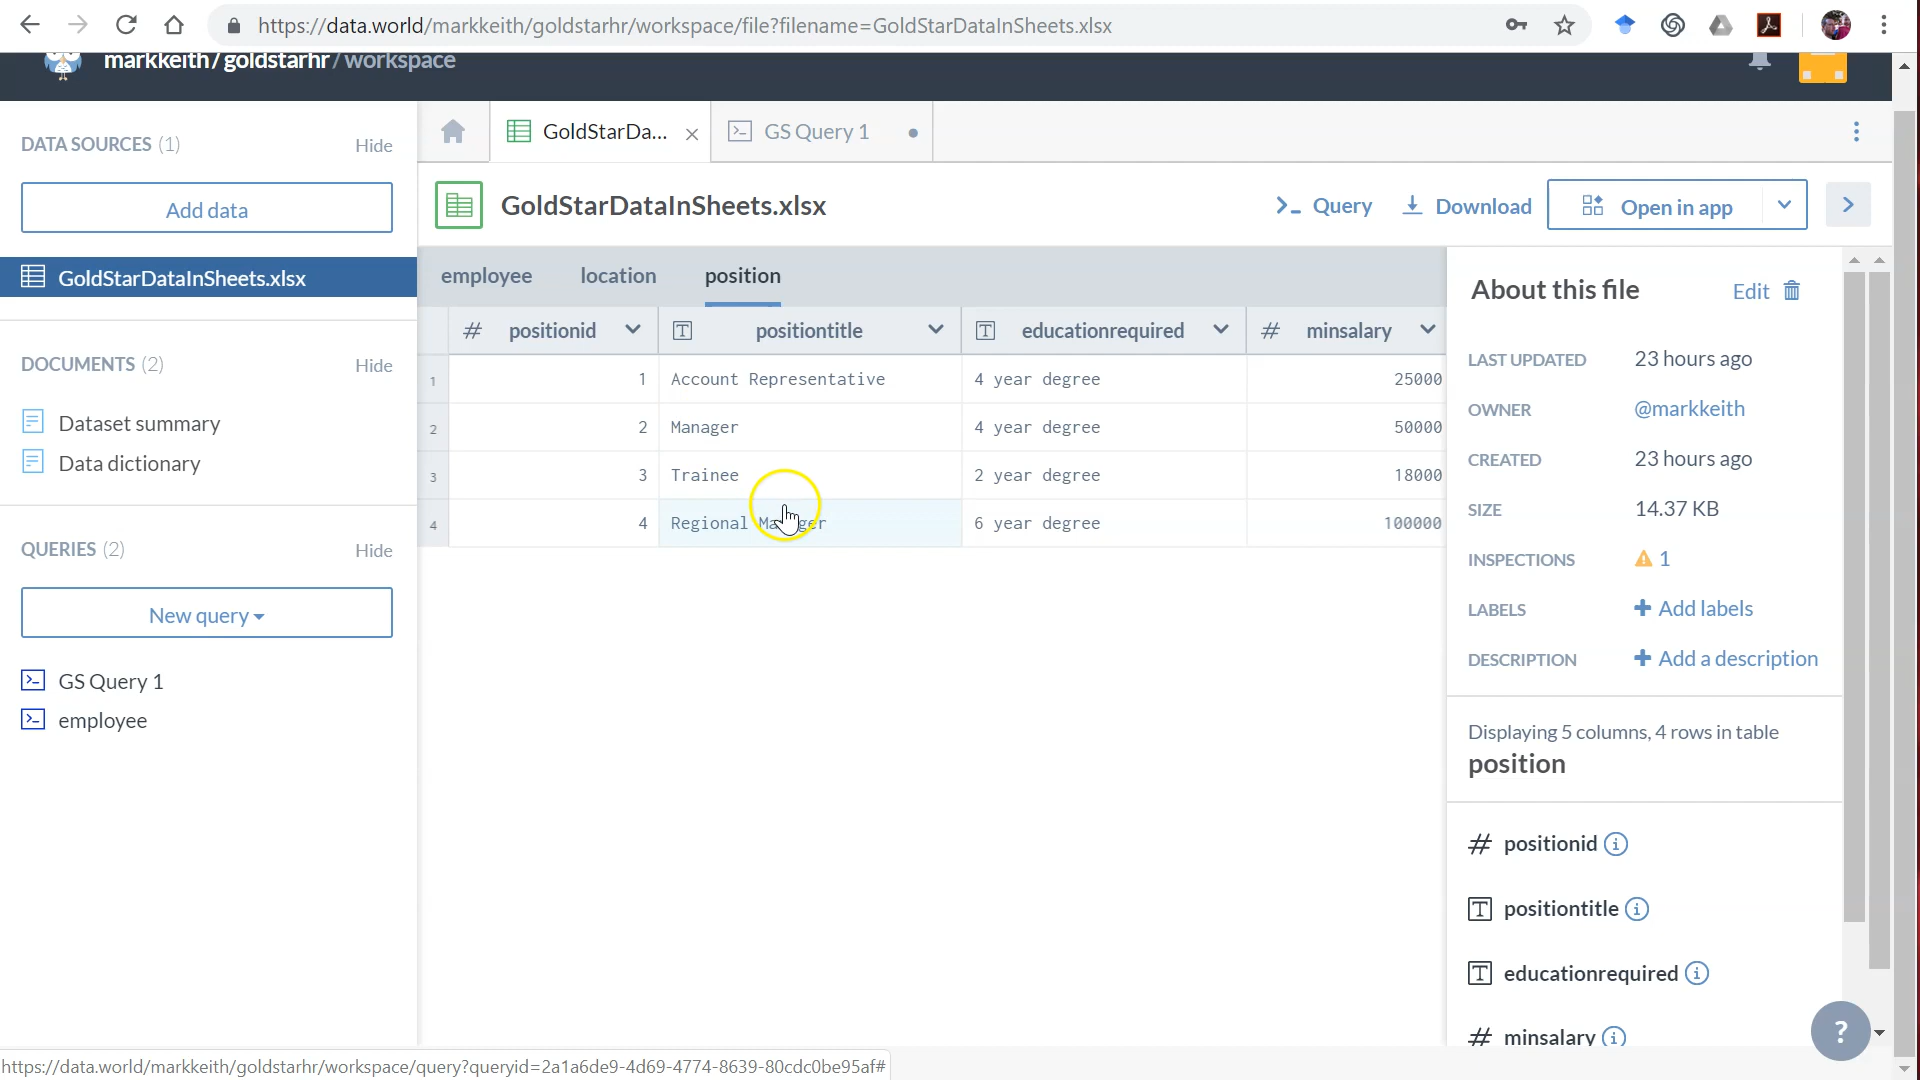 https://data.world/markkeith/goldstarhr/workspace/file?filename=GoldStarDataInSheets.xlsx
markkeith/goldstarhr/workspace
DATA SOURCES (1) Hide
Add data
GoldStarDataInSheets.xlsx
DOCUMENTS (2) Hide
Dataset summary
Data dictionary
QUERIES (2) Hide
New query
GS Query 1
employee
GoldStarDa... GS Query 1
GoldStarDataInSheets.xlsx
Query Download Open in app
employee location position
# positionid T positiontitle T educationrequired # minsalary
1 1 Account Representative 4 year degree 25000
2 2 Manager 4 year degree 50000
3 3 Trainee 2 year degree 18000
4 4 Regional Manager 6 year degree 100000
About this file Edit
LAST UPDATED 23 hours ago
OWNER @markkeith
CREATED 23 hours ago
SIZE 14.37 KB
INSPECTIONS 1
LABELS + Add labels
DESCRIPTION + Add a description
Displaying 5 columns, 4 rows in table
position
# positionid i
T positiontitle i
T educationrequired i
# minsalary i
?
https://data.world/markkeith/goldstarhr/workspace/query?queryid=2a1a6de9-4d69-4774-8639-80cdc0be95af#